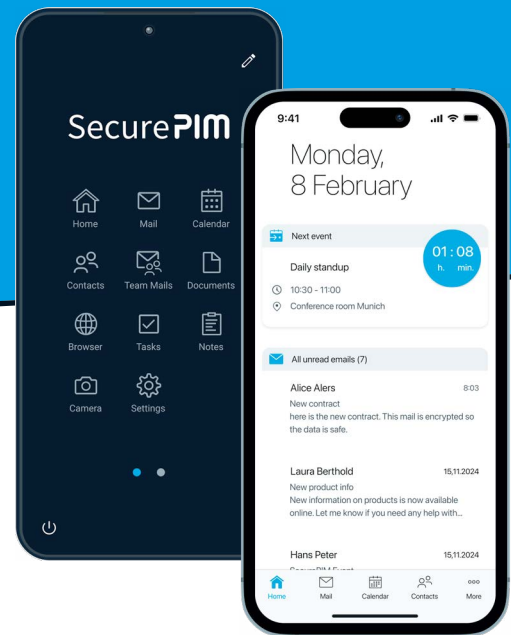 SecurePIM
Home
Mail
Calendar
Contacts
Team Mails
Documents
Browser
Tasks
Notes
Camera
Settings
9:41
Monday,
8 February
Next event
01 : 08
h. min.
Daily standup
10:30 - 11:00
Conference room Munich
All unread emails (7)
Alice Alers 8:03
New contract
here is the new contract. This mail is encrypted so
the data is safe.
Laura Berthold 15,11.2024
New product info
New information on products is now available
online. Let me know if you need any help with...
Hans Peter 15,11.2024
SecurePIM Event
Home
Mail
Calendar
Contacts
More